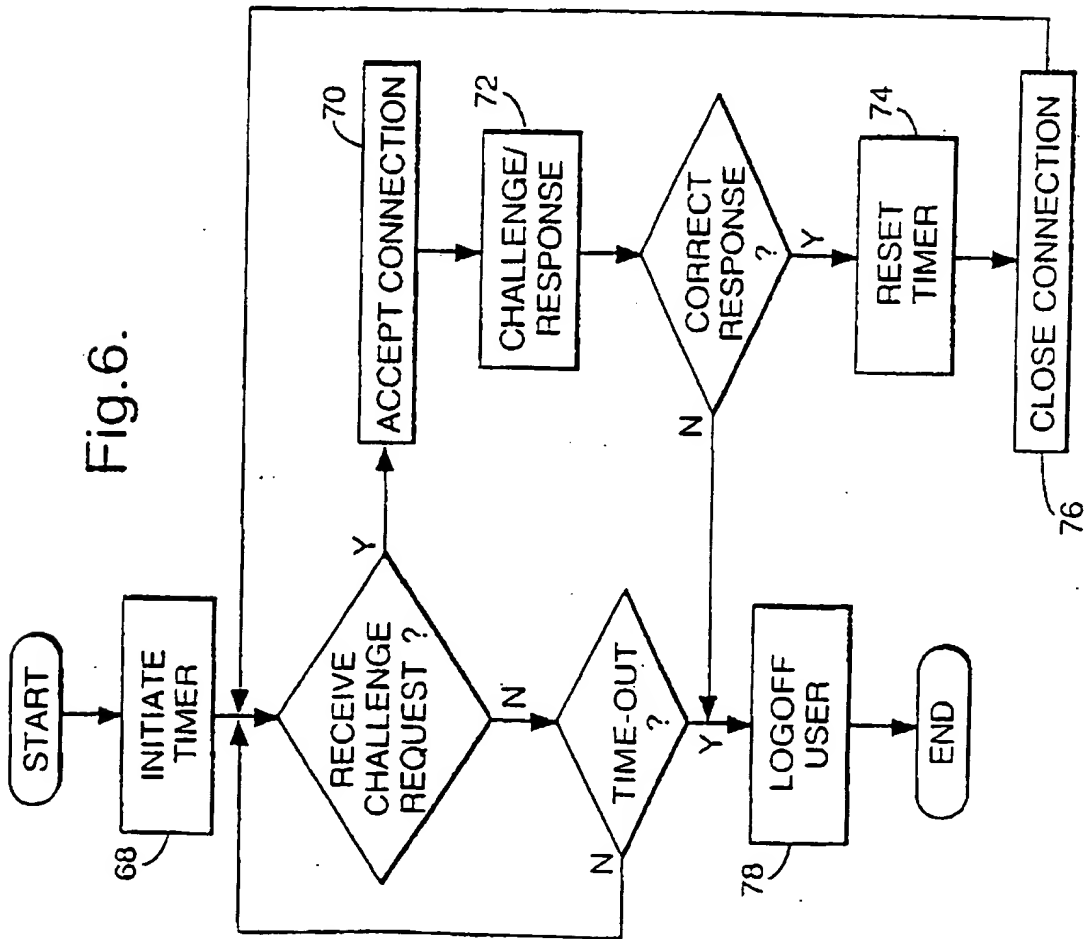 Fig.6.
START
INITIATE
TIMER
68
RECEIVE
CHALLENGE
REQUEST ?
Y
N
TIME-OUT
?
N
Y
LOGOFF
USER
78
END
70
ACCEPT CONNECTION
72
CHALLENGE/
RESPONSE
CORRECT
RESPONSE
?
N
Y
74
RESET
TIMER
CLOSE CONNECTION
76